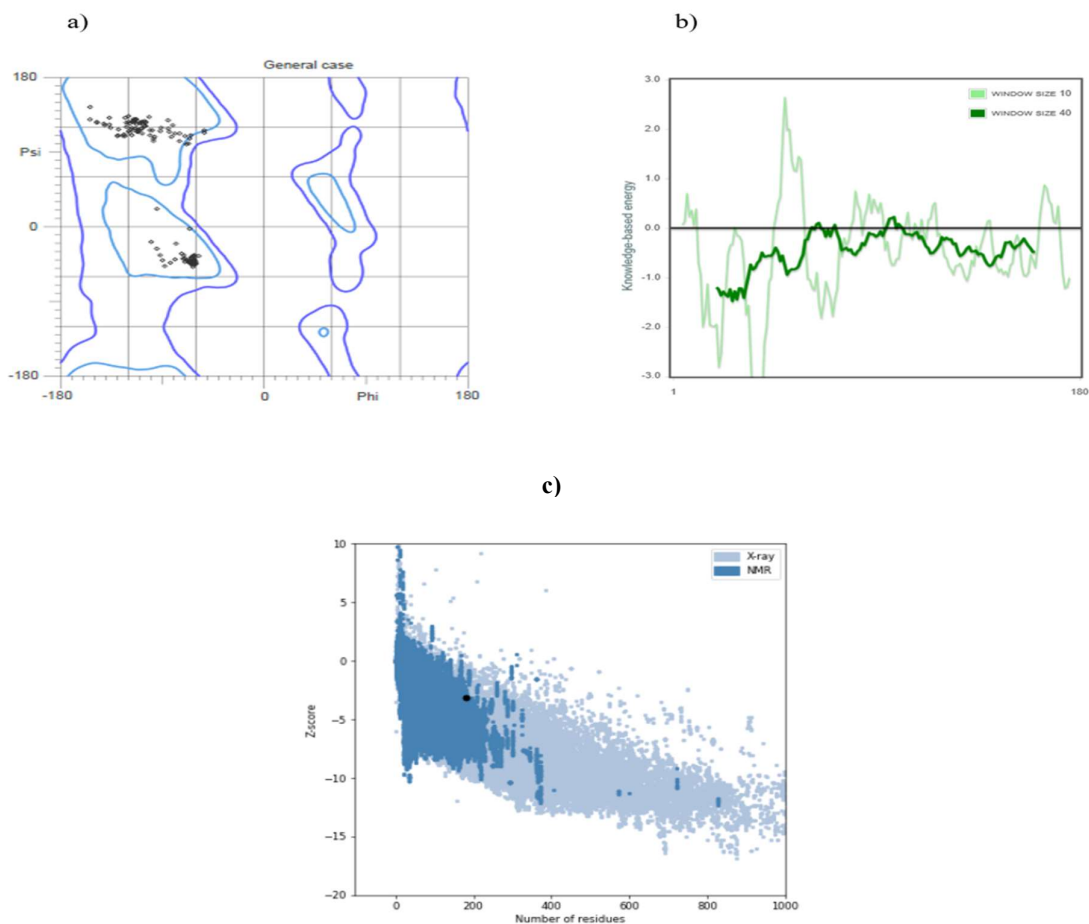 a)
General case
180
Psi
0
-180
-180
0
Phi
180
b)
3.0
2.0
1.0
0.0
-1.0
-2.0
-3.0
Knowledge-based energy
WINDOW SIZE 10
WINDOW SIZE 40
1
180
c)
10
5
0
−5
−10
−15
−20
Z-score
X-ray
NMR
0
200
400
600
800
1000
Number of residues